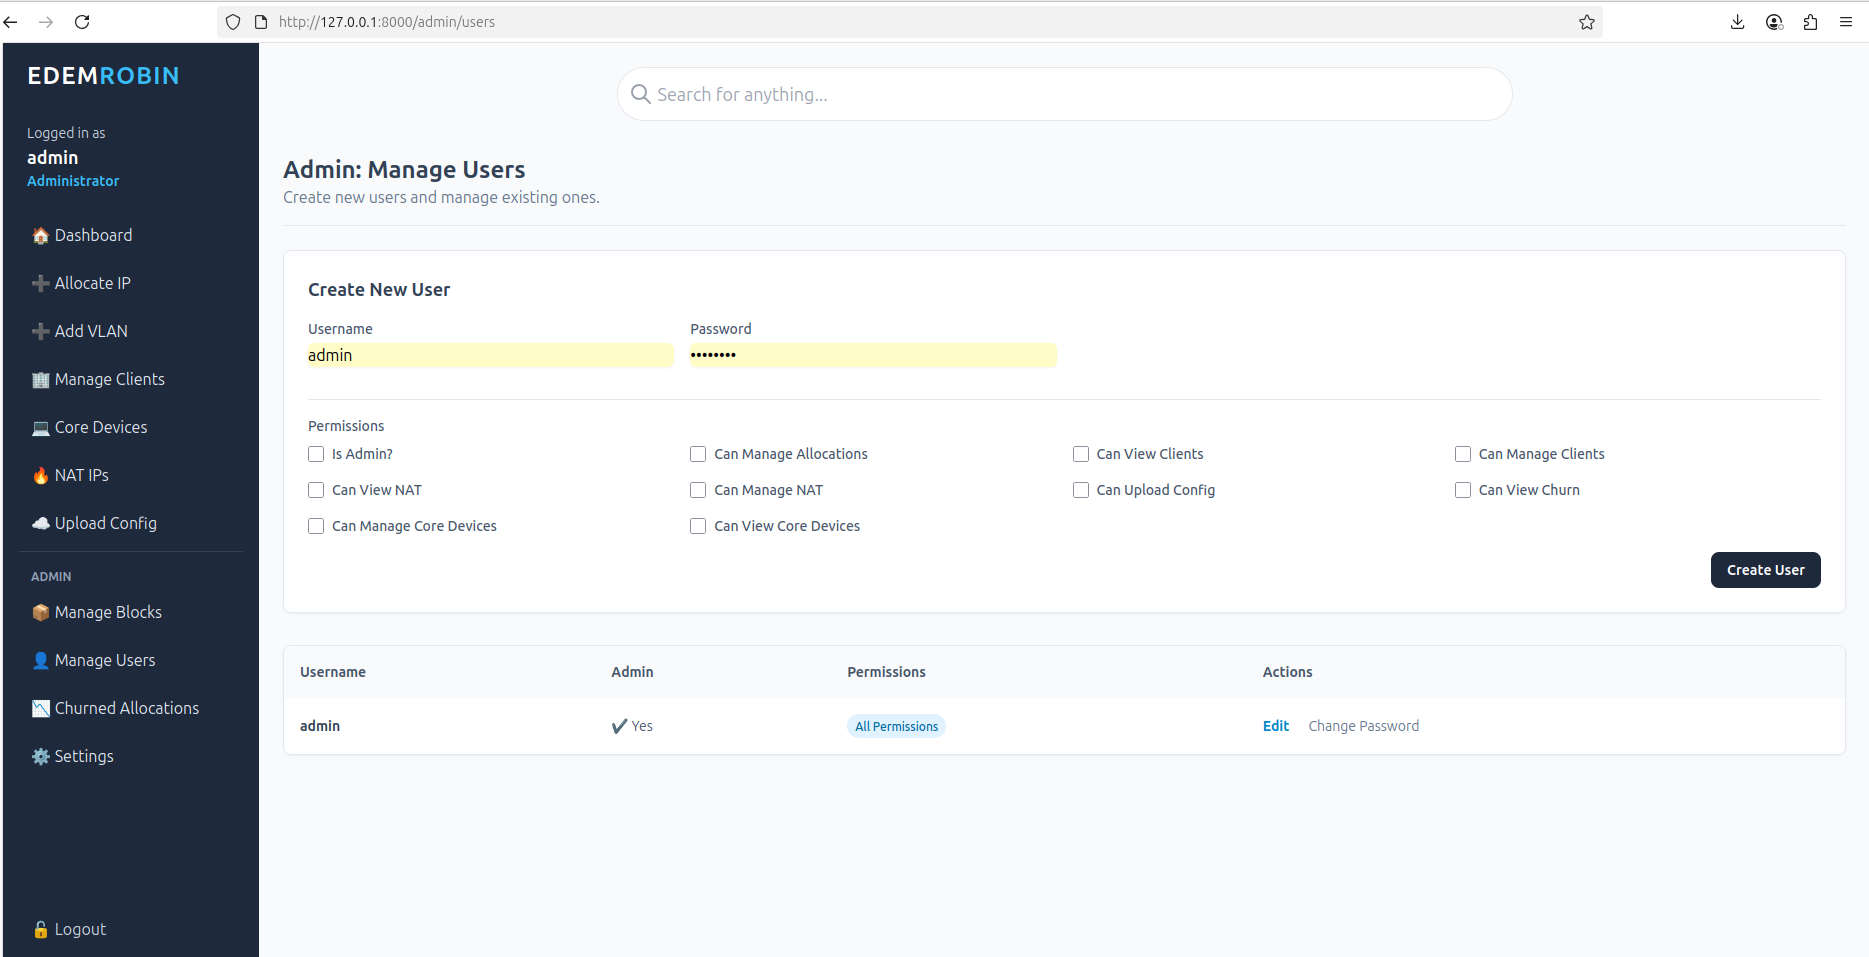 http://127.0.0.1:8000/admin/users
EDEMROBIN
Logged in as
admin
Administrator
Dashboard
Allocate IP
Add VLAN
Manage Clients
Core Devices
NAT IPs
Upload Config
ADMIN
Manage Blocks
Manage Users
Churned Allocations
Settings
Logout
Search for anything...
Admin: Manage Users
Create new users and manage existing ones.
Create New User
Username Password
admin ••••••••
Permissions
Is Admin? Can Manage Allocations Can View Clients Can Manage Clients
Can View NAT Can Manage NAT Can Upload Config Can View Churn
Can Manage Core Devices Can View Core Devices
Create User
Username Admin Permissions Actions
admin ✔ Yes All Permissions Edit Change Password